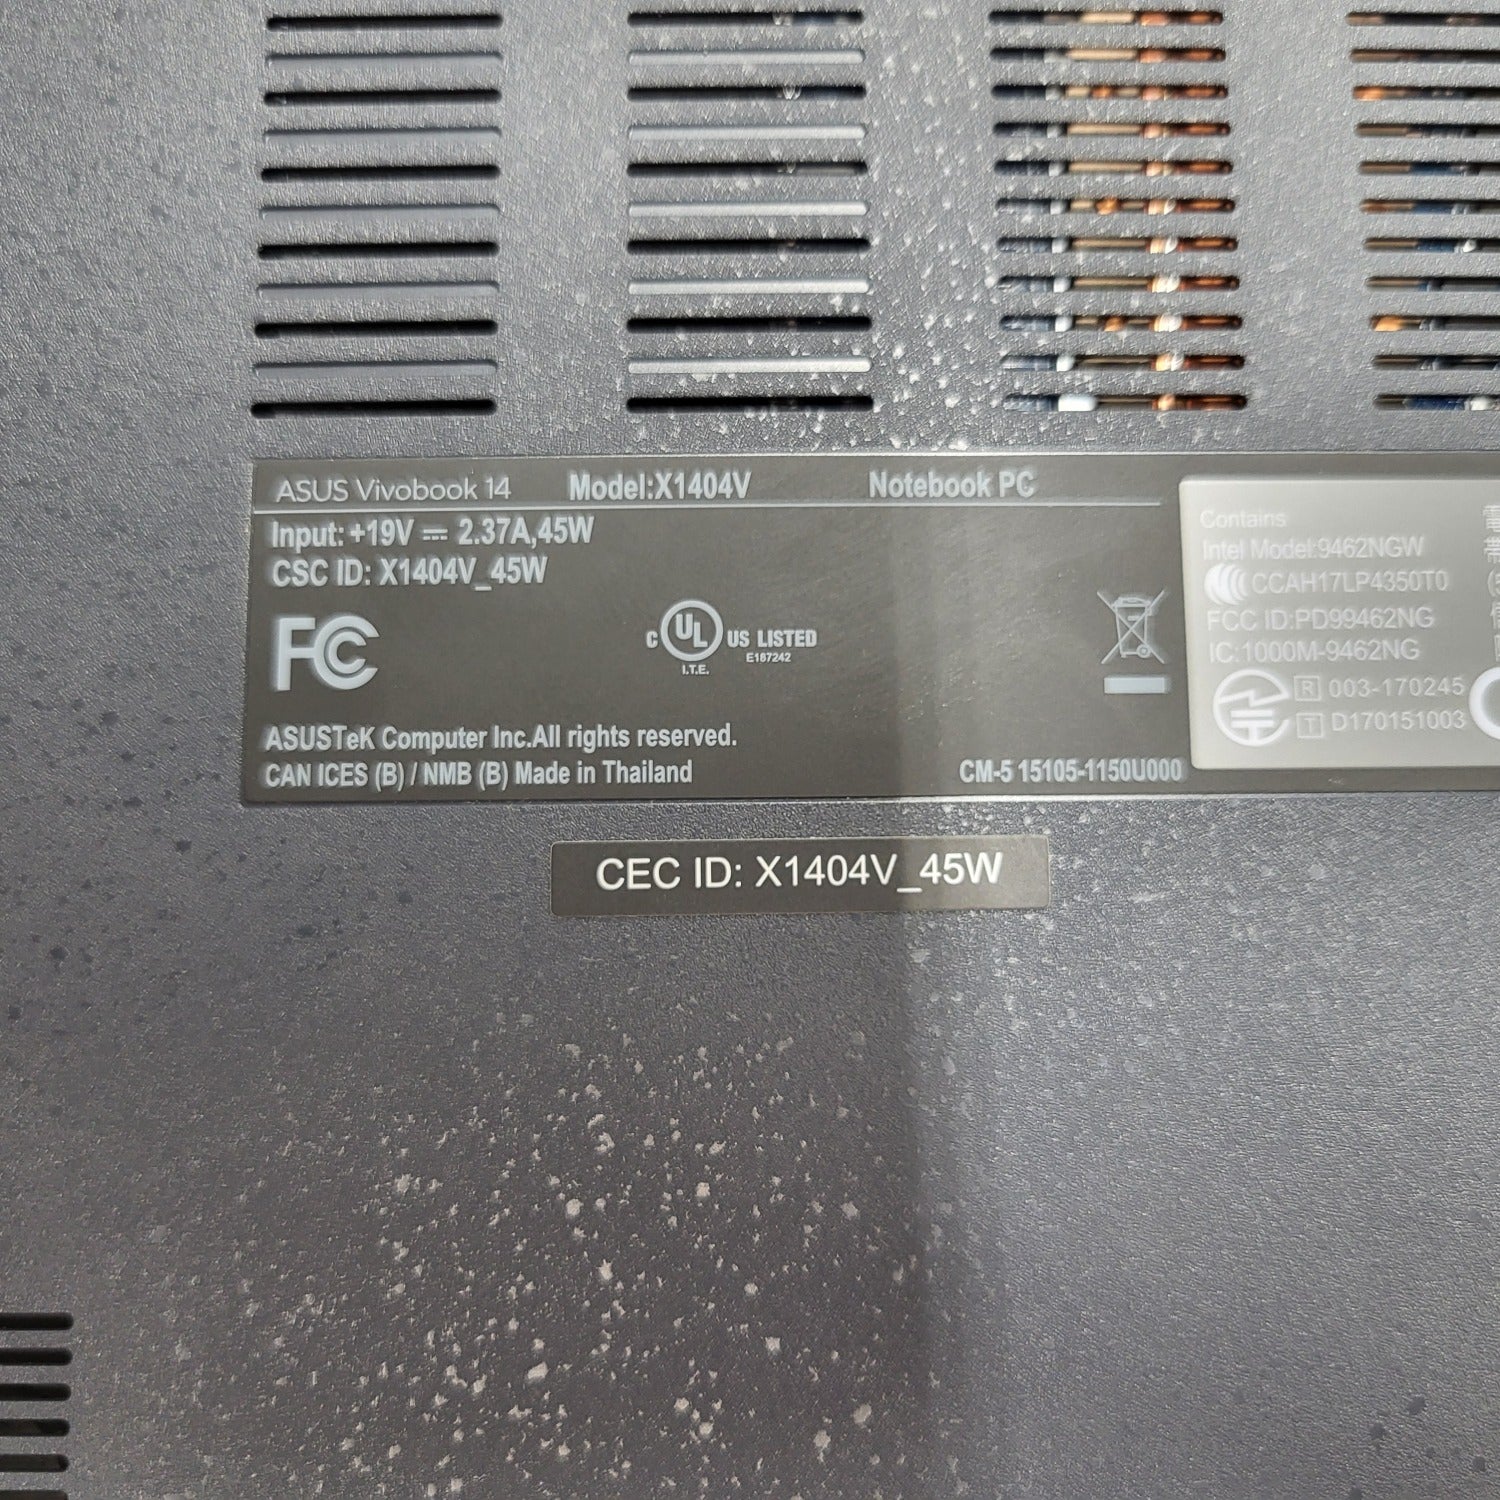 ASUS Vivobook 14 Model:X1404V Notebook PC
Input: +19V ⎓ 2.37A,45W
CSC ID: X1404V_45W
FC
c UL US LISTED
I.T.E. E187242
ASUSTeK Computer Inc.All rights reserved.
CAN ICES (B) / NMB (B) Made in Thailand
CM-5 15105-1150U000
Contains
Intel Model:9462NGW
CCAH17LP4350T0
FCC ID:PD99462NG
IC:1000M-9462NG
R 003-170245
T D170151003
CEC ID: X1404V_45W